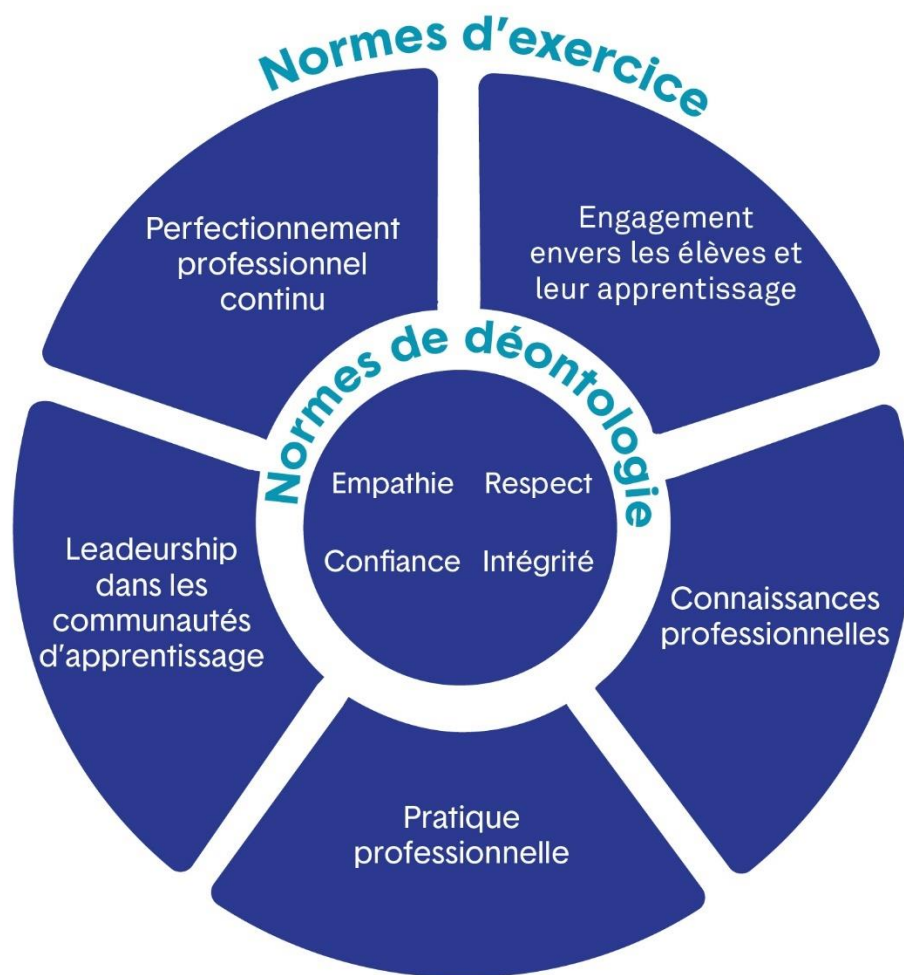 Normes d'exercice
Perfectionnement
professionnel
continu
Engagement
envers les élèves et
leur apprentissage
Normes de déontologie
Empathie Respect
Confiance Intégrité
Leadeurship
dans les
communautés
d'apprentissage
Connaissances
professionnelles
Pratique
professionnelle